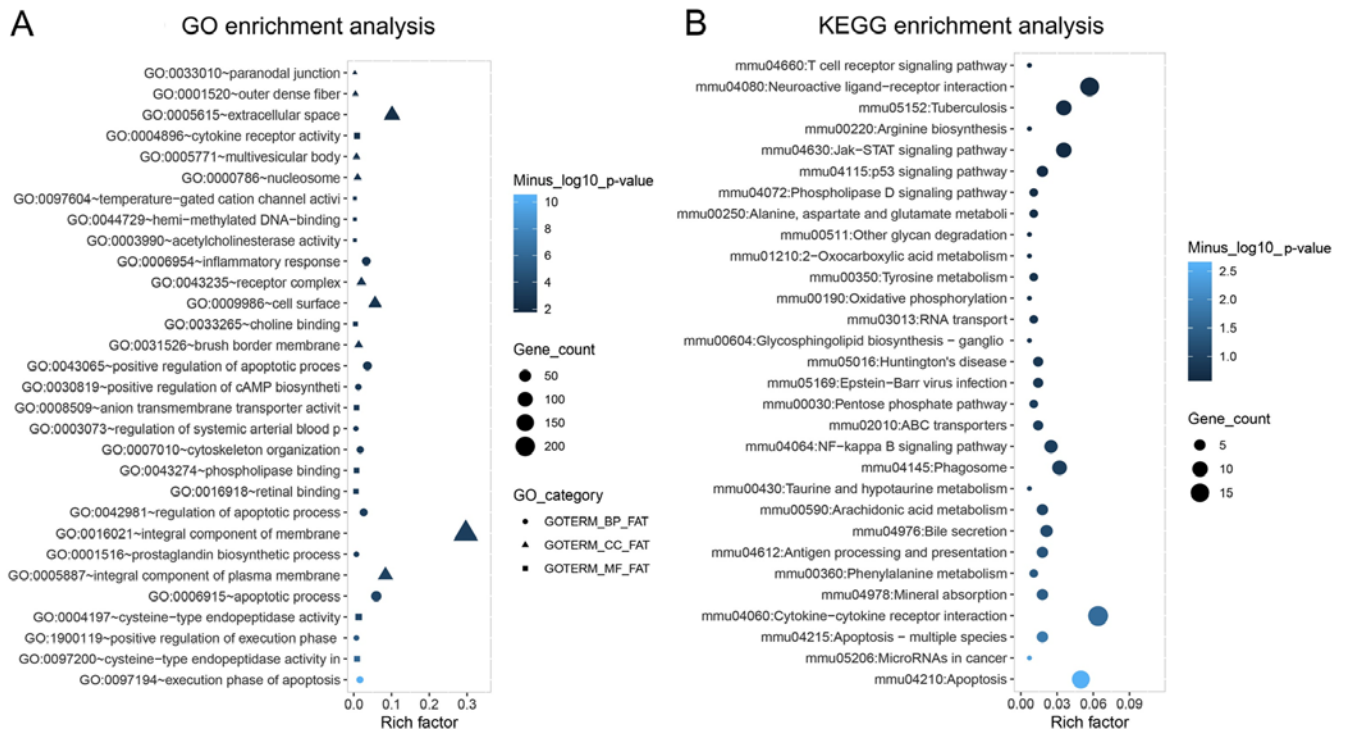 A
GO enrichment analysis
GO:0033010~paranodal junction
GO:0001520~outer dense fiber
GO:0005615~extracellular space
GO:0004896~cytokine receptor activity
GO:0005771~multivesicular body
GO:0000786~nucleosome
GO:0097604~temperature-gated cation channel activi
GO:0044729~hemi-methylated DNA-binding
GO:0003990~acetylcholinesterase activity
GO:0006954~inflammatory response
GO:0043235~receptor complex
GO:0009986~cell surface
GO:0033265~choline binding
GO:0031526~brush border membrane
GO:0043065~positive regulation of apoptotic proces
GO:0030819~positive regulation of cAMP biosyntheti
GO:0008509~anion transmembrane transporter activit
GO:0003073~regulation of systemic arterial blood p
GO:0007010~cytoskeleton organization
GO:0043274~phospholipase binding
GO:0016918~retinal binding
GO:0042981~regulation of apoptotic process
GO:0016021~integral component of membrane
GO:0001516~prostaglandin biosynthetic process
GO:0005887~integral component of plasma membrane
GO:0006915~apoptotic process
GO:0004197~cysteine-type endopeptidase activity
GO:1900119~positive regulation of execution phase
GO:0097200~cysteine-type endopeptidase activity in
GO:0097194~execution phase of apoptosis
0.0 0.1 0.2 0.3
Rich factor
Minus_log10_p-value
10
8
6
4
2
Gene_count
50
100
150
200
GO_category
GOTERM_BP_FAT
GOTERM_CC_FAT
GOTERM_MF_FAT
B
KEGG enrichment analysis
mmu04660:T cell receptor signaling pathway
mmu04080:Neuroactive ligand-receptor interaction
mmu05152:Tuberculosis
mmu00220:Arginine biosynthesis
mmu04630:Jak-STAT signaling pathway
mmu04115:p53 signaling pathway
mmu04072:Phospholipase D signaling pathway
mmu00250:Alanine, aspartate and glutamate metaboli
mmu00511:Other glycan degradation
mmu01210:2-Oxocarboxylic acid metabolism
mmu00350:Tyrosine metabolism
mmu00190:Oxidative phosphorylation
mmu03013:RNA transport
mmu00604:Glycosphingolipid biosynthesis - ganglio
mmu05016:Huntington's disease
mmu05169:Epstein-Barr virus infection
mmu00030:Pentose phosphate pathway
mmu02010:ABC transporters
mmu04064:NF-kappa B signaling pathway
mmu04145:Phagosome
mmu00430:Taurine and hypotaurine metabolism
mmu00590:Arachidonic acid metabolism
mmu04976:Bile secretion
mmu04612:Antigen processing and presentation
mmu00360:Phenylalanine metabolism
mmu04978:Mineral absorption
mmu04060:Cytokine-cytokine receptor interaction
mmu04215:Apoptosis - multiple species
mmu05206:MicroRNAs in cancer
mmu04210:Apoptosis
0.00 0.03 0.06 0.09
Rich factor
Minus_log10_p-value
2.5
2.0
1.5
1.0
Gene_count
5
10
15